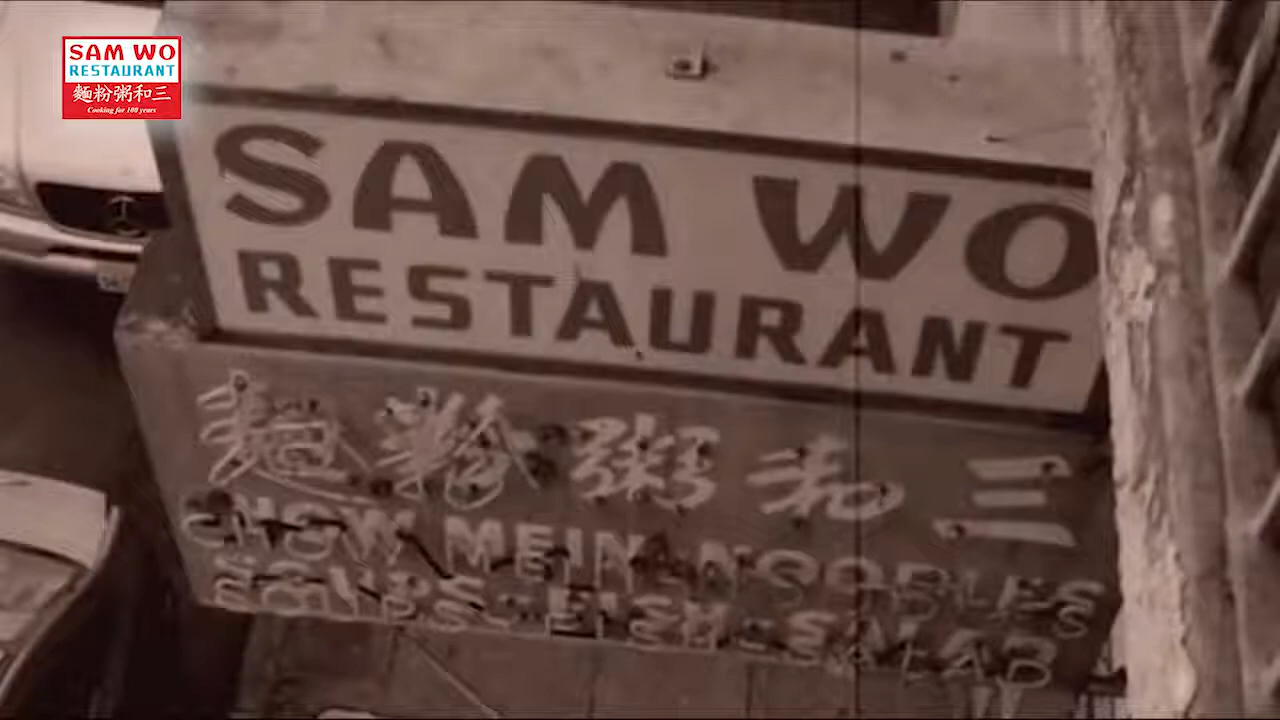 SAM WO
RESTAURANT
麵粉粥和三
Cooking for 100 years
SAM WO
RESTAURANT
麵粉粥和三
CHOW MEIN-NOODLES
SOUPS-FISH-SALAD